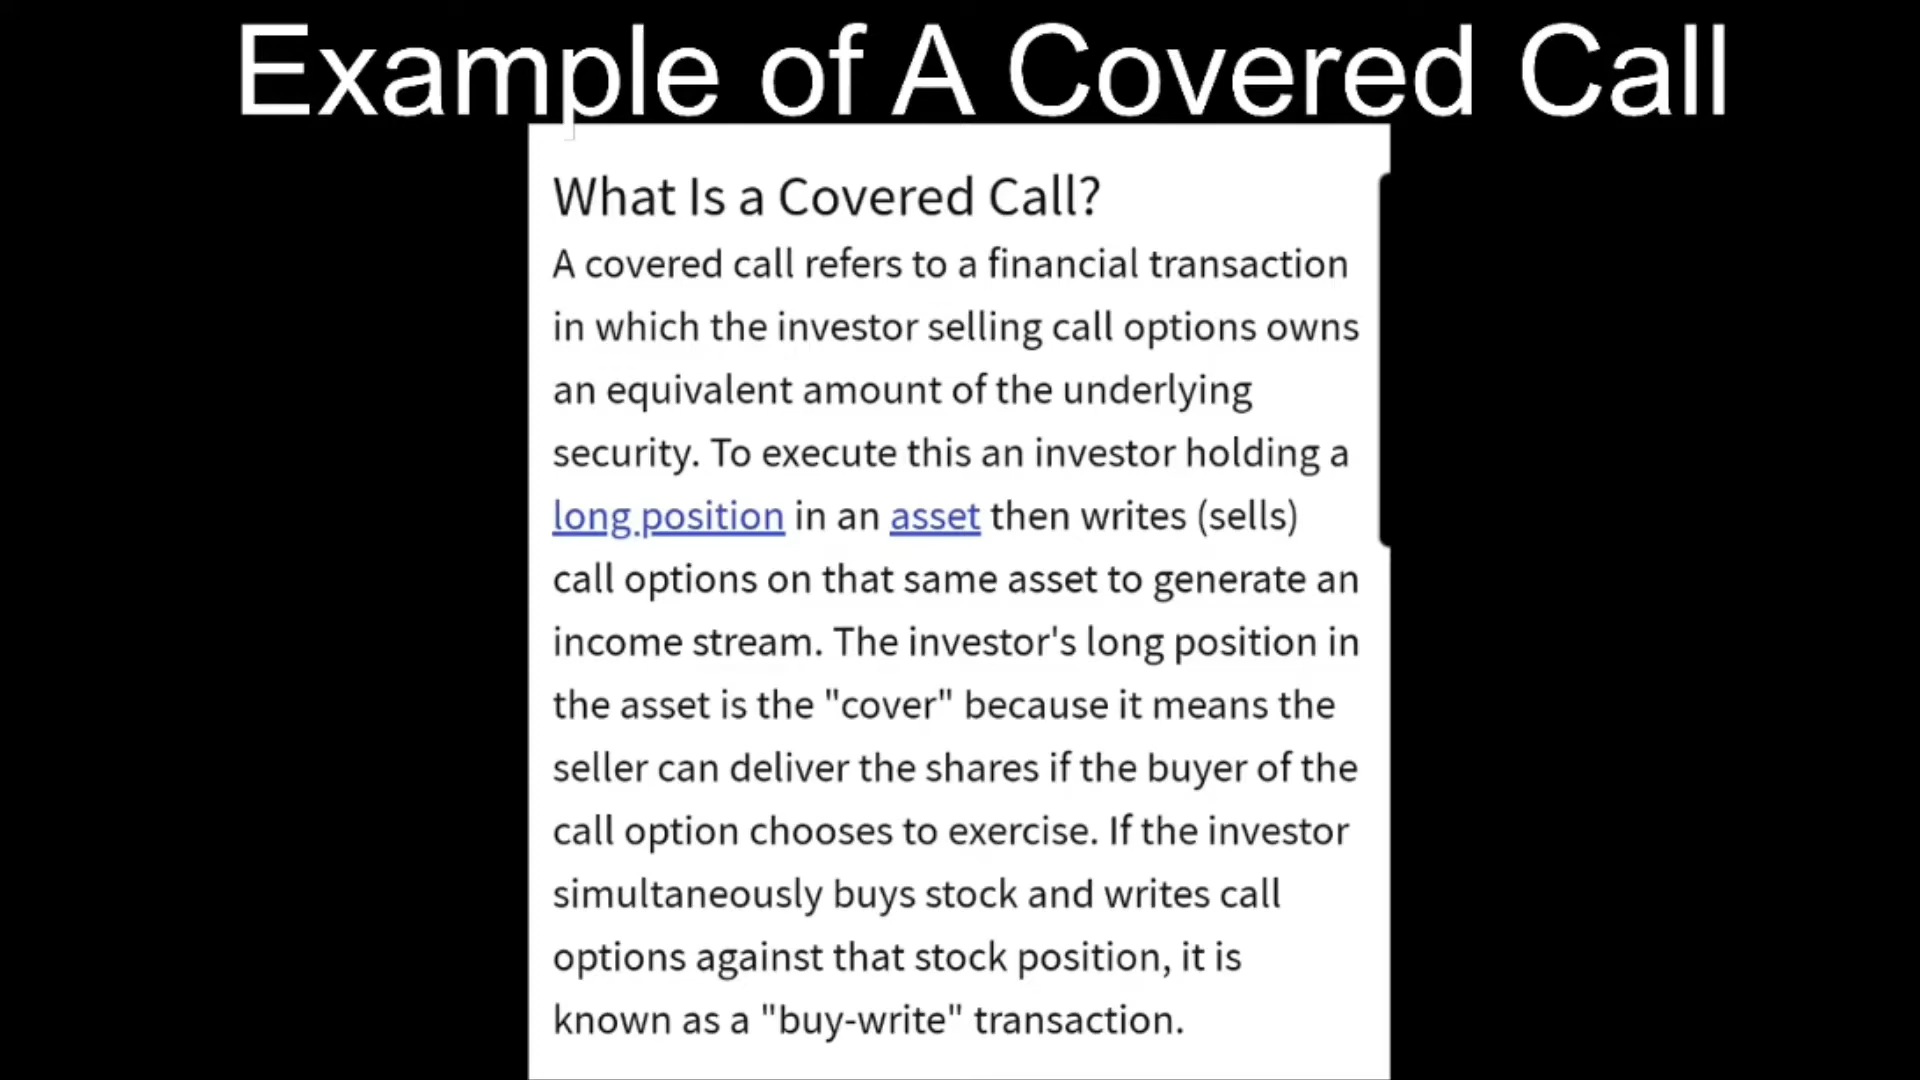 Example of A Covered Call
What Is a Covered Call?
A covered call refers to a financial transaction
in which the investor selling call options owns
an equivalent amount of the underlying
security. To execute this an investor holding a
long position in an asset then writes (sells)
call options on that same asset to generate an
income stream. The investor's long position in
the asset is the "cover" because it means the
seller can deliver the shares if the buyer of the
call option chooses to exercise. If the investor
simultaneously buys stock and writes call
options against that stock position, it is
known as a "buy-write" transaction.